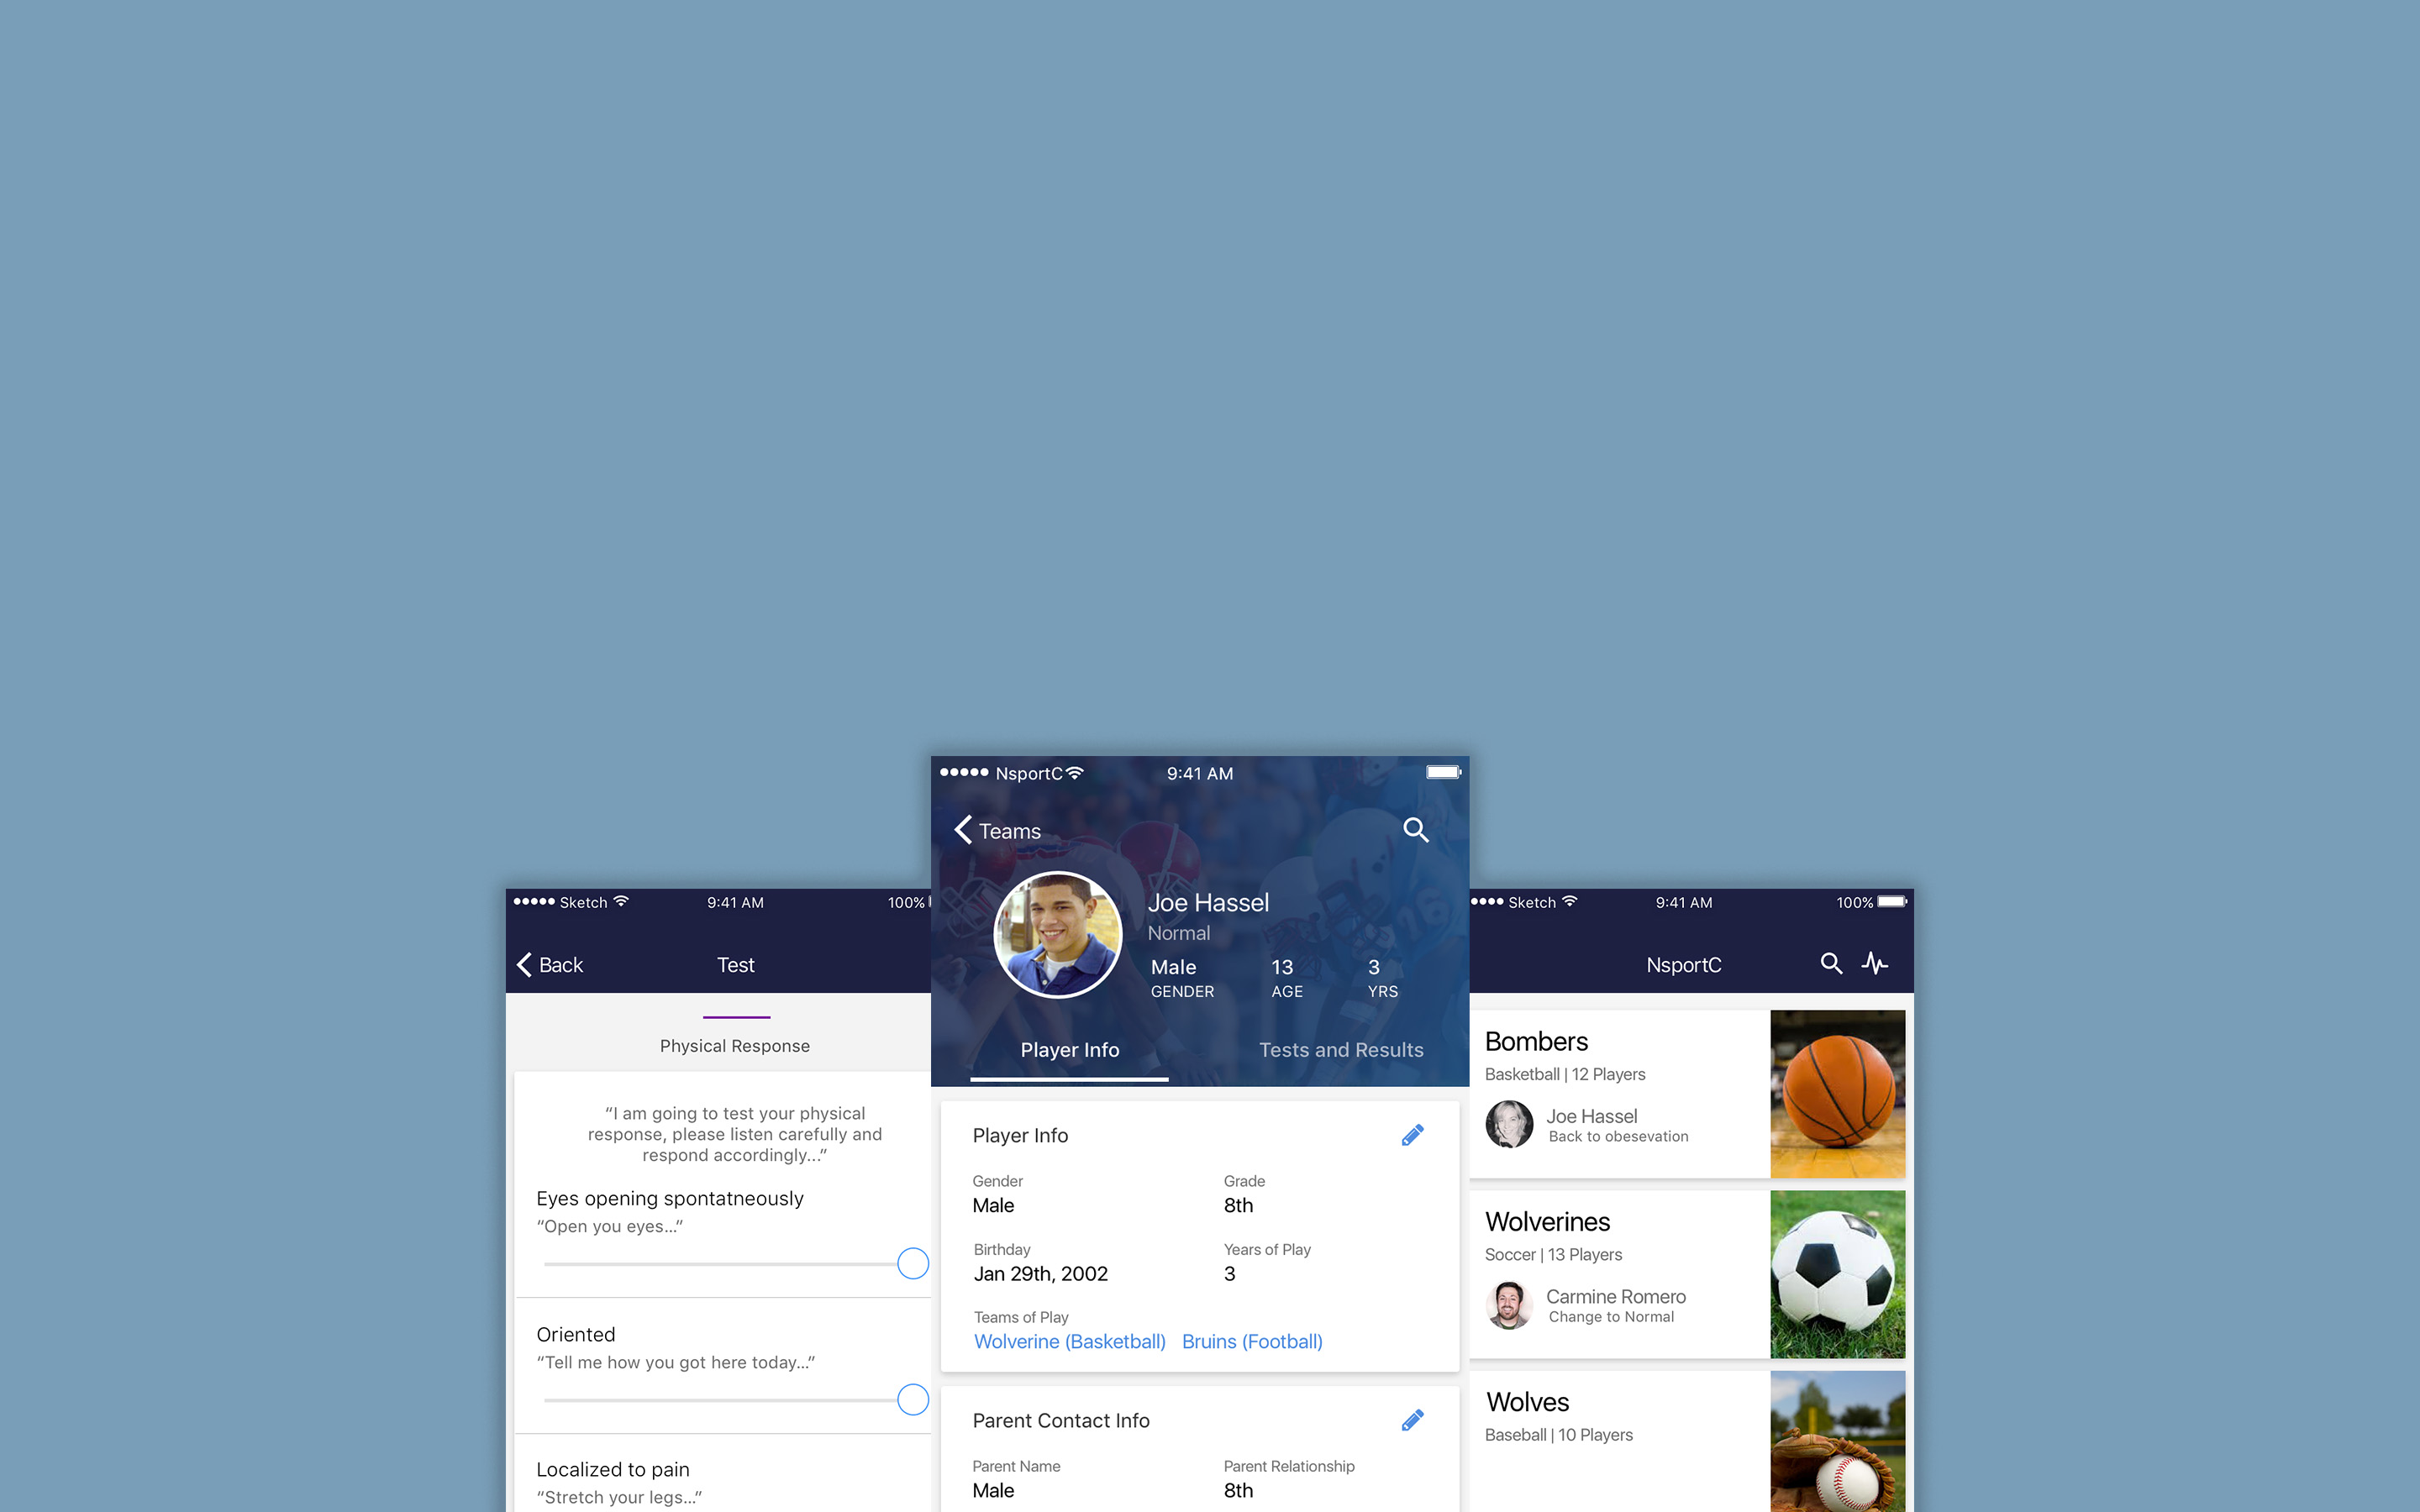 Sketch 9:41 AM 100%
Back Test
Physical Response
“I am going to test your physical
response, please listen carefully and
respond accordingly...”
Eyes opening spontatneously
“Open you eyes...”
Oriented
“Tell me how you got here today...”
Localized to pain
“Stretch your legs...”
NsportC 9:41 AM
Teams
Joe Hassel
Normal
Male 13 3
GENDER AGE YRS
Player Info Tests and Results
Player Info
Gender Grade
Male 8th
Birthday Years of Play
Jan 29th, 2002 3
Teams of Play
Wolverine (Basketball) Bruins (Football)
Parent Contact Info
Parent Name Parent Relationship
Male 8th
Sketch 9:41 AM 100%
NsportC
Bombers
Basketball | 12 Players
Joe Hassel
Back to obesevation
Wolverines
Soccer | 13 Players
Carmine Romero
Change to Normal
Wolves
Baseball | 10 Players